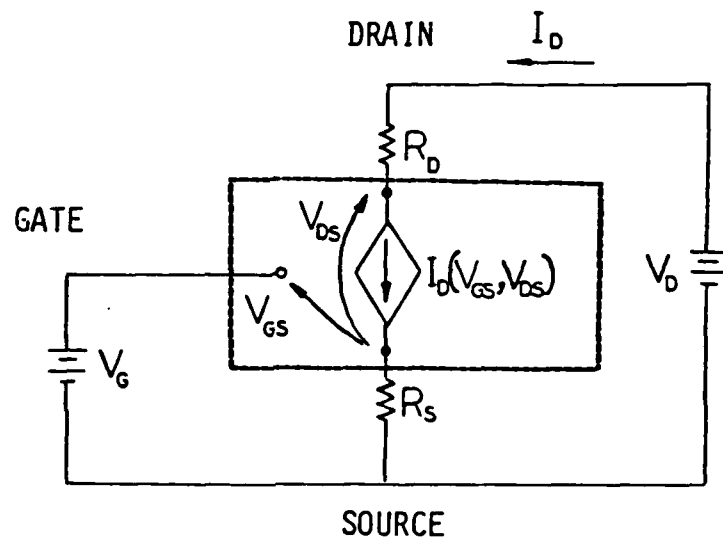 DRAIN
I_D
R_D
GATE
V_DS
I_D(V_GS, V_DS)
V_D
V_GS
V_G
R_S
SOURCE